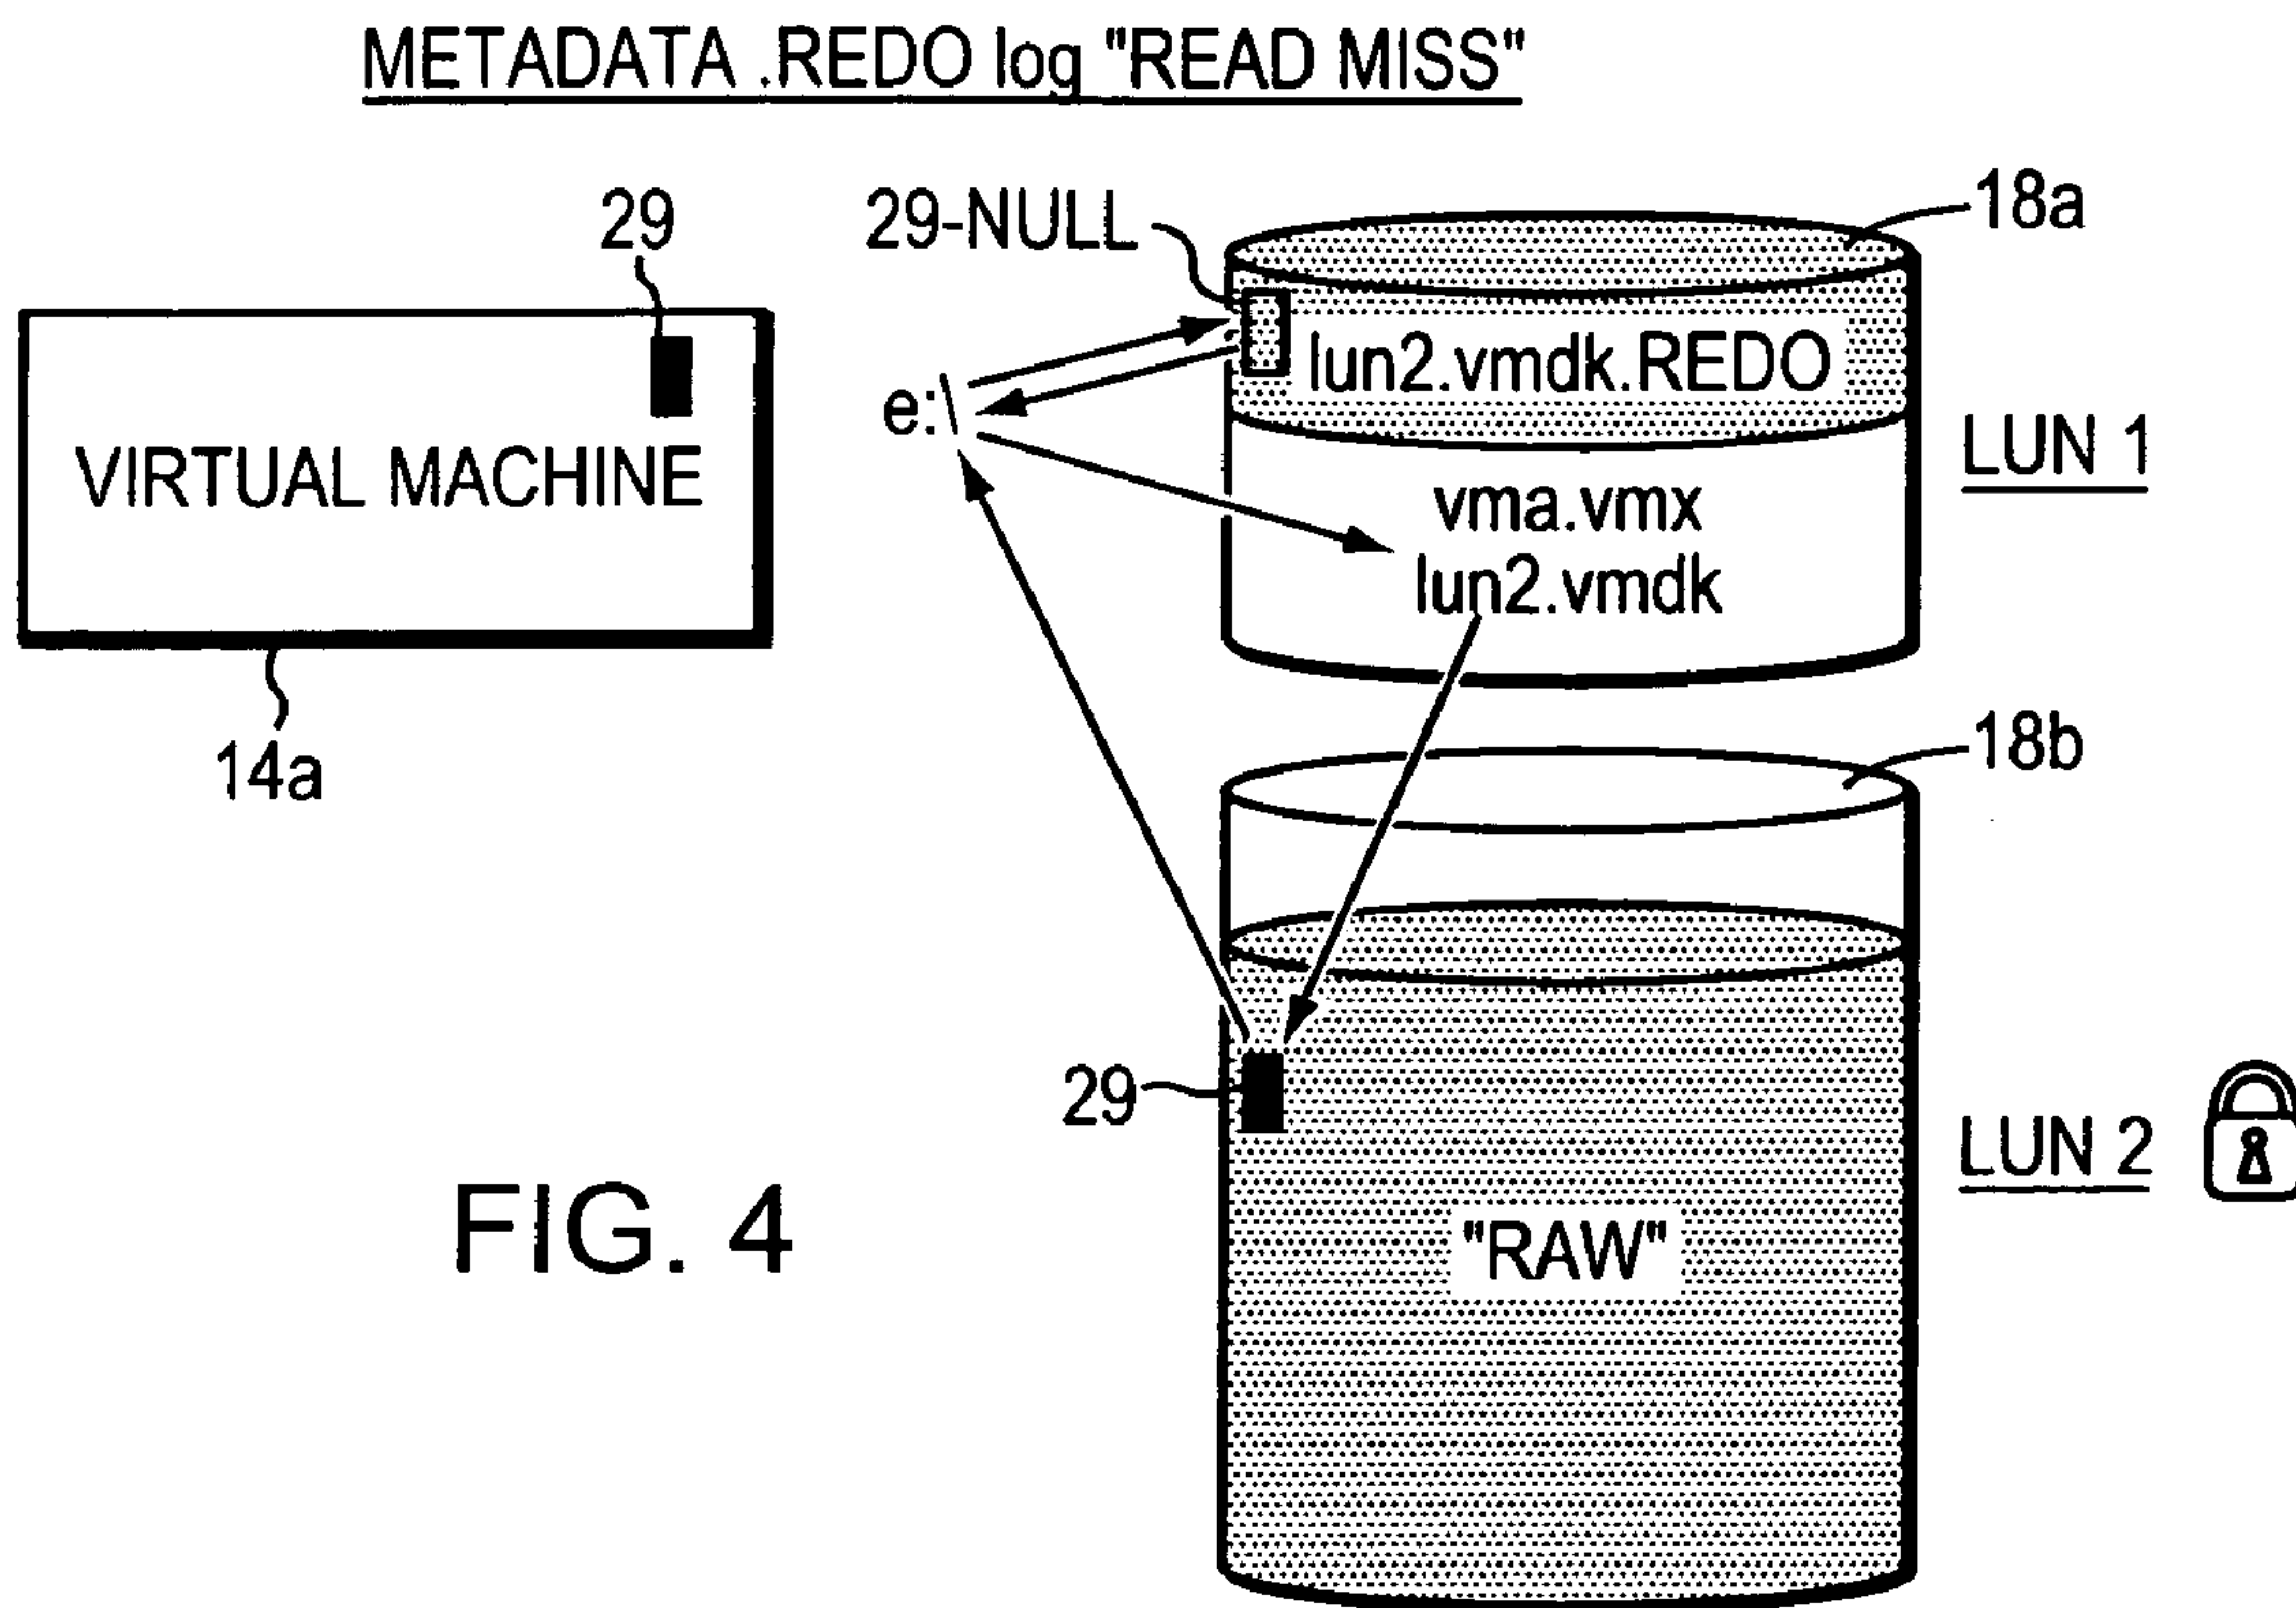 METADATA .REDO log "READ MISS"
29
29-NULL
18a
lun2.vmdk.REDO
e:\
VIRTUAL MACHINE
LUN 1
vma.vmx
lun2.vmdk
14a
18b
29
LUN 2
FIG. 4
"RAW"